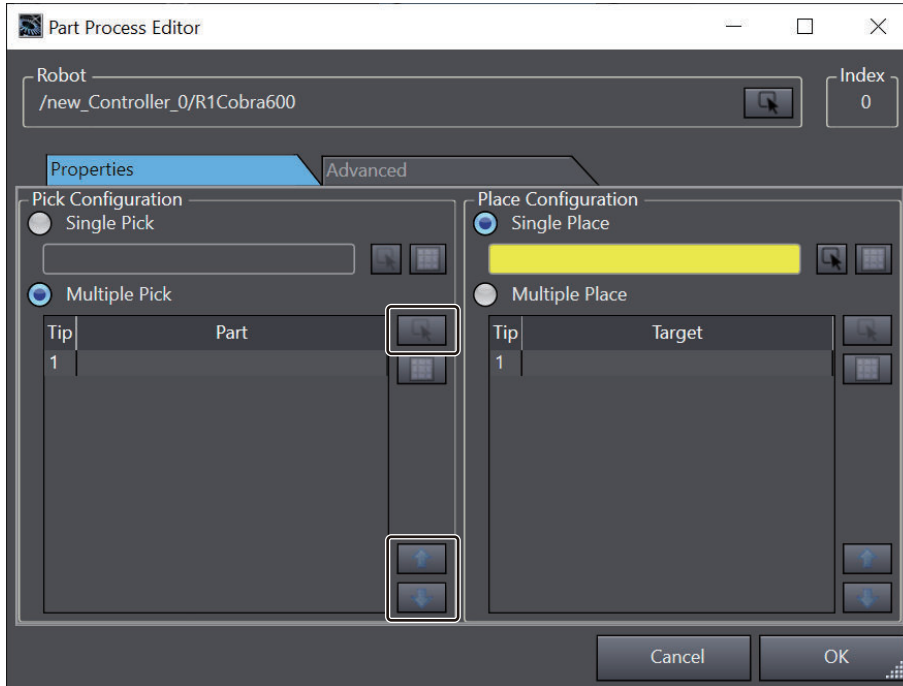 Part Process Editor
Robot
/new_Controller_0/R1Cobra600
Index
0
Properties
Advanced
Pick Configuration
Single Pick
Multiple Pick
Tip Part
1
Place Configuration
Single Place
Multiple Place
Tip Target
1
Cancel
OK